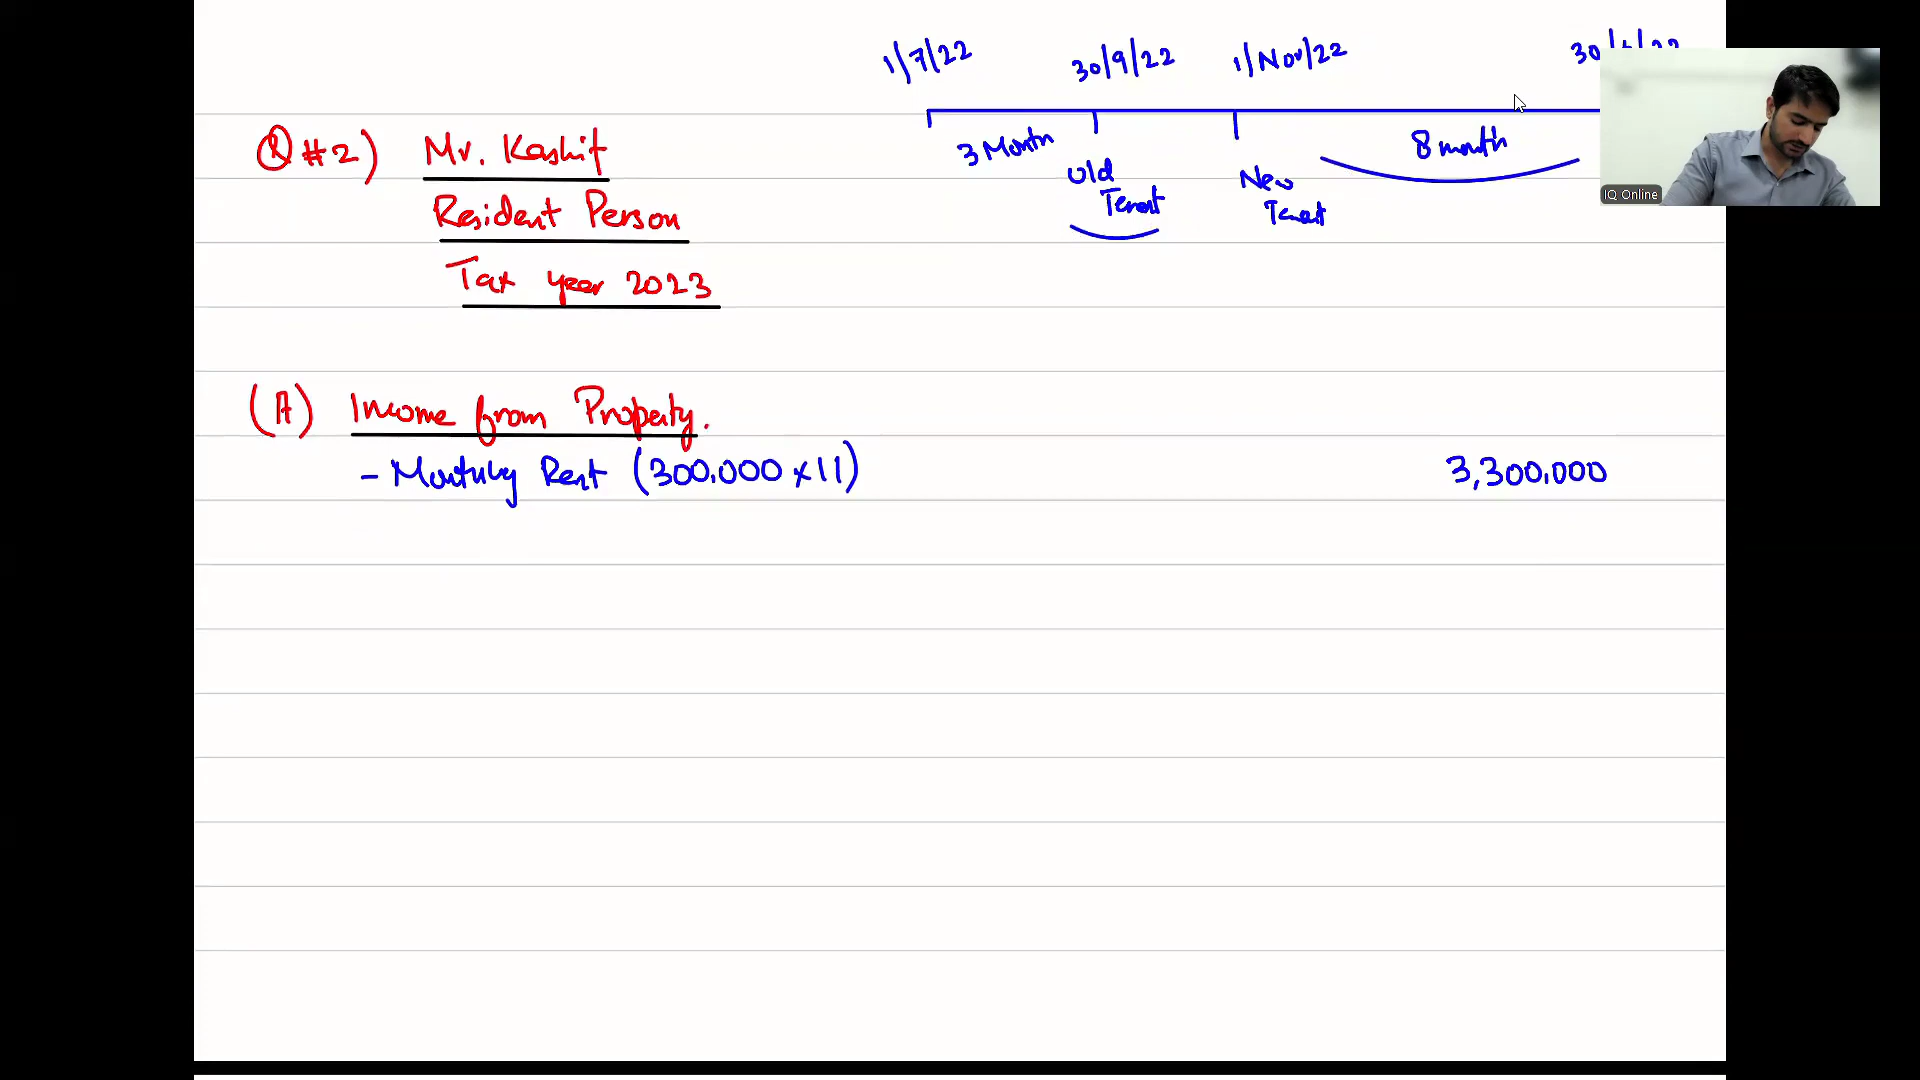 1/7/22 30/9/22 1/Nov/22
3 Month 8 month
Old Tenant
New Tenant
IQ Online
Q#2) Mr. Kashif
Resident Person
Tax year 2023
(A) Income from Property.
- Monthly Rent (300,000 x 11) 3,300,000